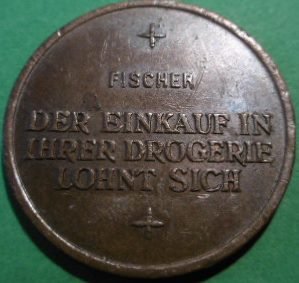 FISCHER
DER EINKAUF IN
IHRER DROGERIE
LOHNT SICH